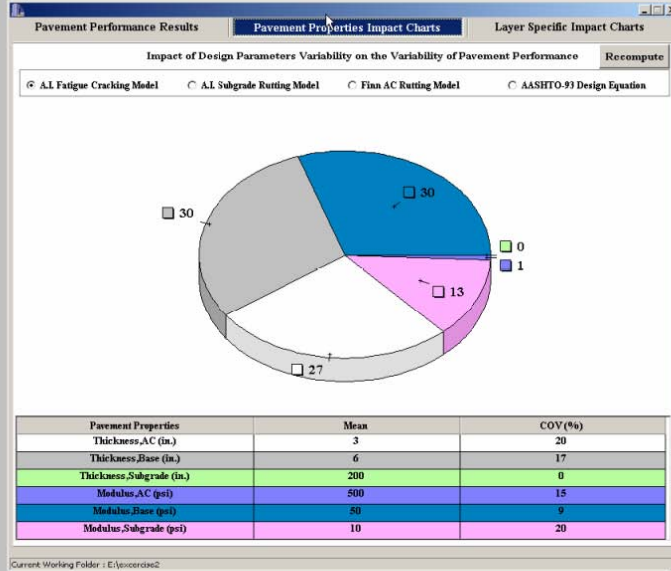 Pavement Performance Results Pavement Properties Impact Charts Layer Specific Impact Charts
Impact of Design Parameters Variability on the Variability of Pavement Performance Recompute
A.I. Fatigue Cracking Model A.I. Subgrade Rutting Model Finn AC Rutting Model AASHTO-93 Design Equation
30
30
0
1
13
27
Pavement Properties Mean COV(%)
Thickness,AC (in.) 3 20
Thickness,Base (in.) 6 17
Thickness,Subgrade (in.) 200 0
Modulus,AC (psi) 500 15
Modulus,Base (psi) 50 9
Modulus,Subgrade (psi) 10 20
Current Working Folder : E:\excercise2